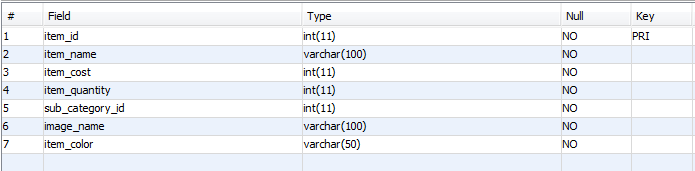 # Field Type Null Key
1 item_id int(11) NO PRI
2 item_name varchar(100) NO
3 item_cost int(11) NO
4 item_quantity int(11) NO
5 sub_category_id int(11) NO
6 image_name varchar(100) NO
7 item_color varchar(50) NO